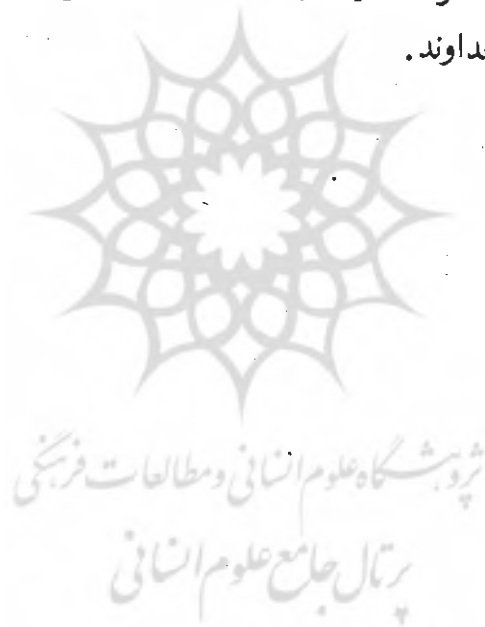 خداوند.
پژوهشگاه علوم انسانی و مطالعات فرهنگی
پرتال جامع علوم انسانی